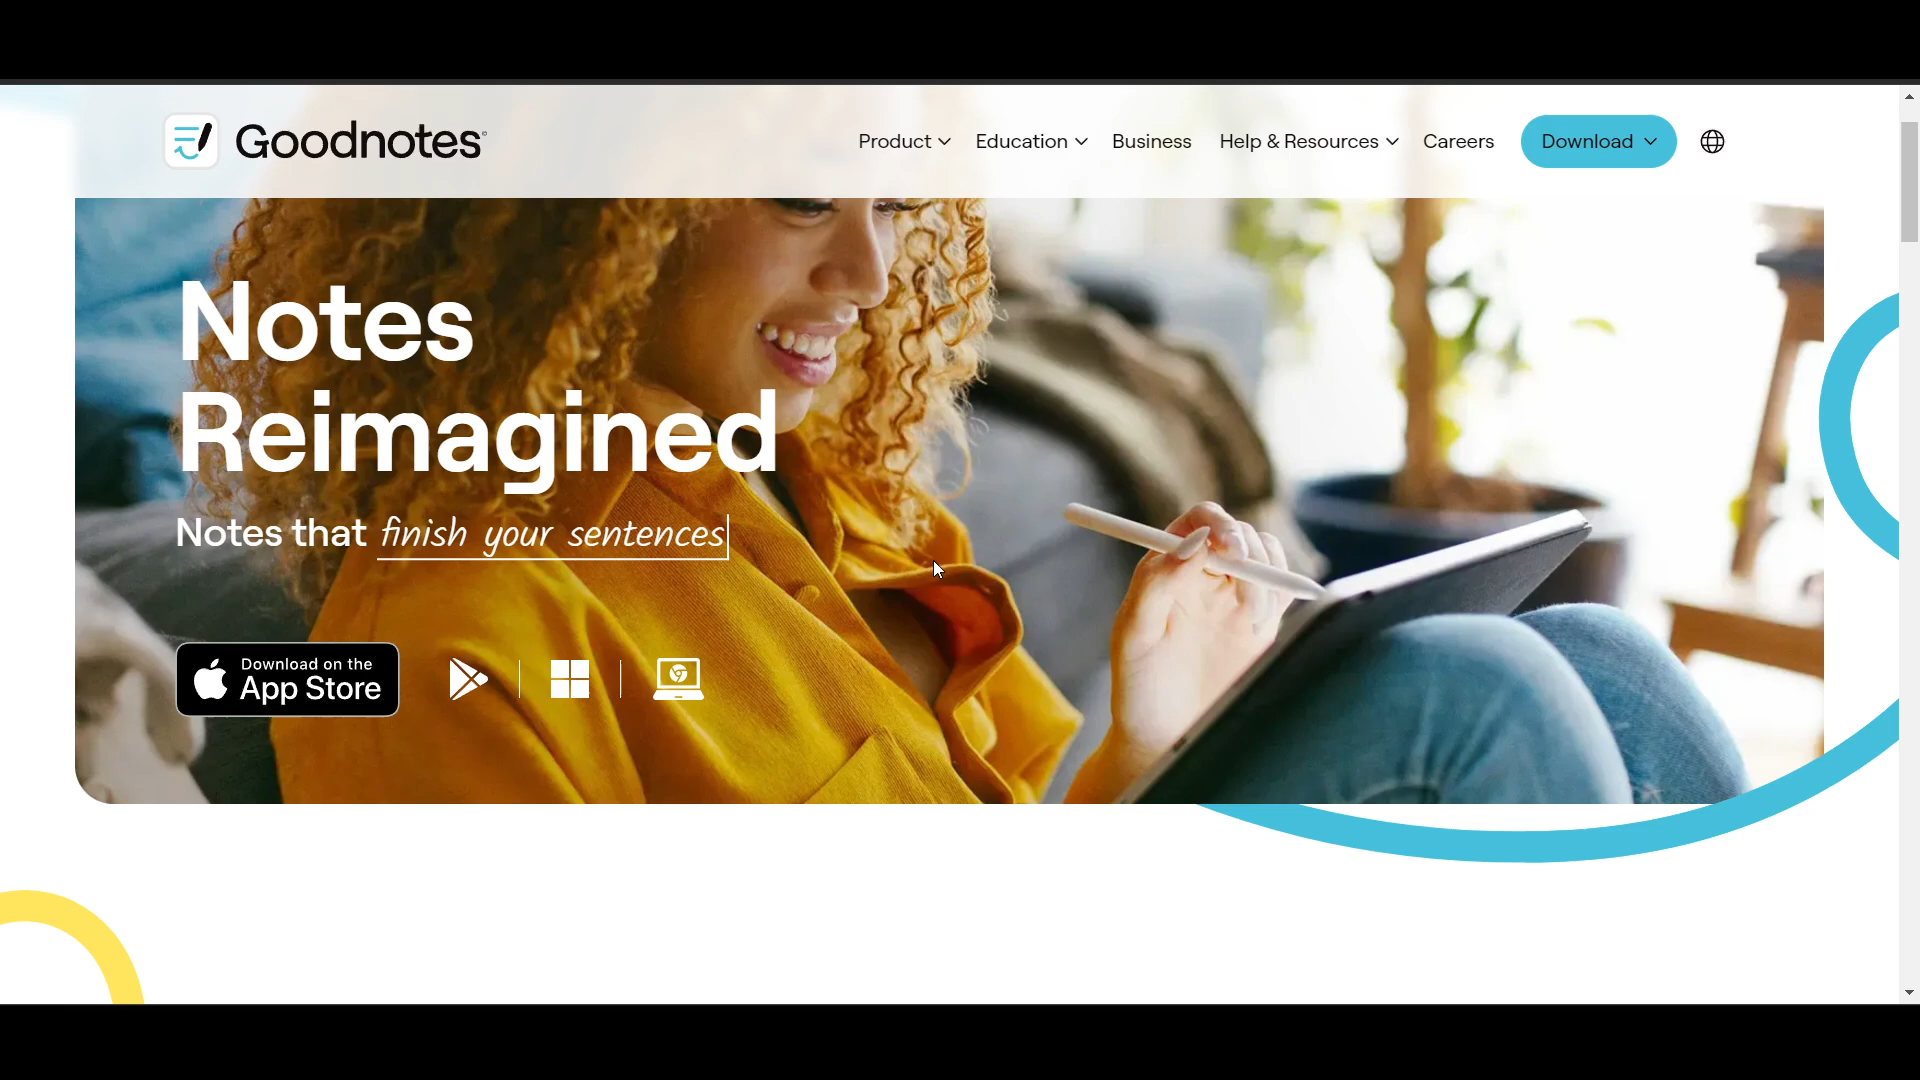 Goodnotes
Product
Education
Business
Help & Resources
Careers
Download
Notes
Reimagined
Notes that finish your sentences
Download on the
App Store